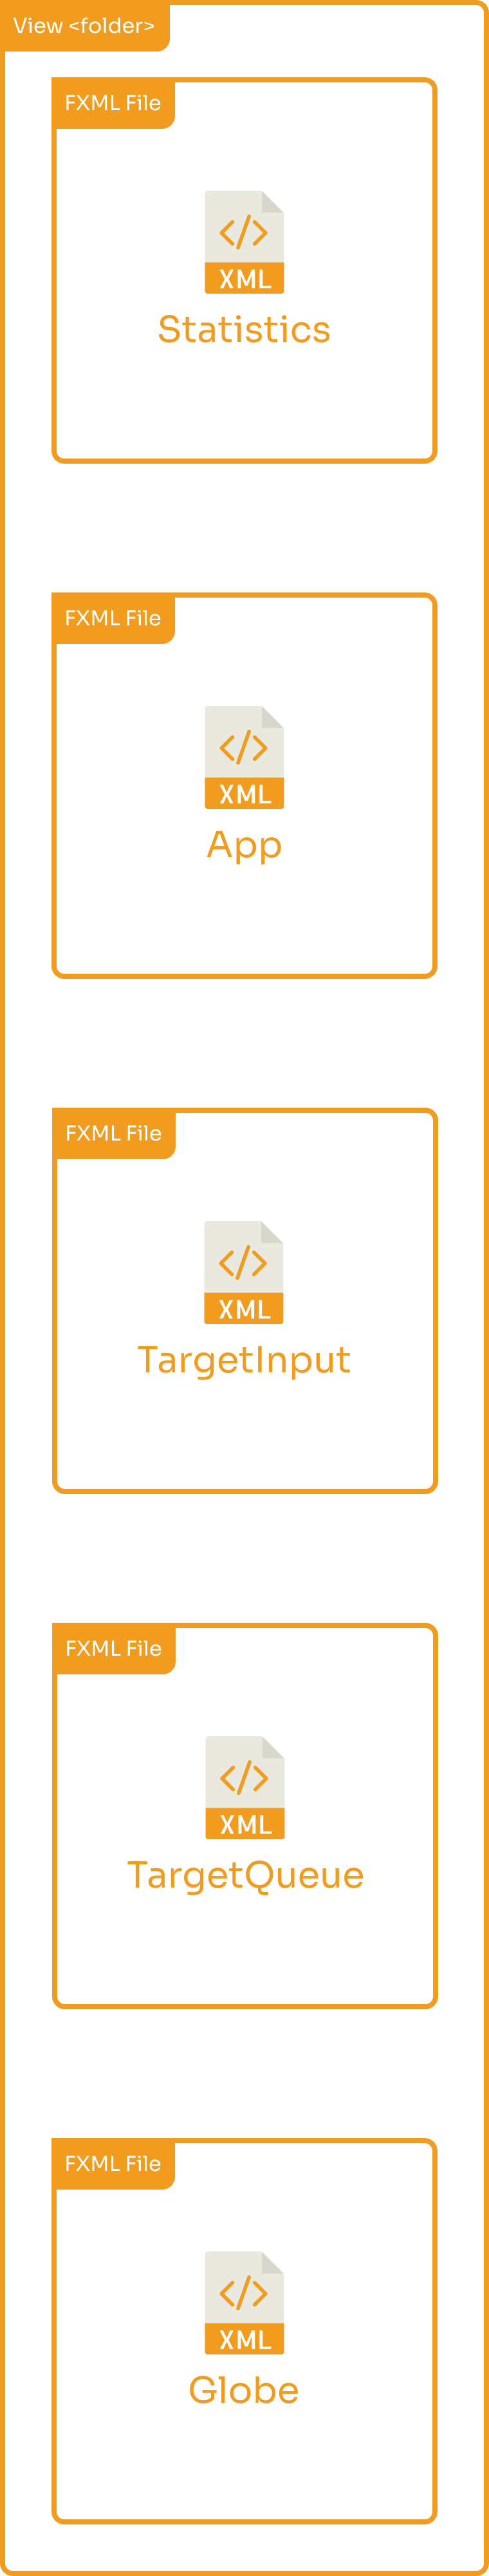 View <folder>
FXML File
XML
Statistics
FXML File
XML
App
FXML File
XML
TargetInput
FXML File
XML
TargetQueue
FXML File
XML
Globe